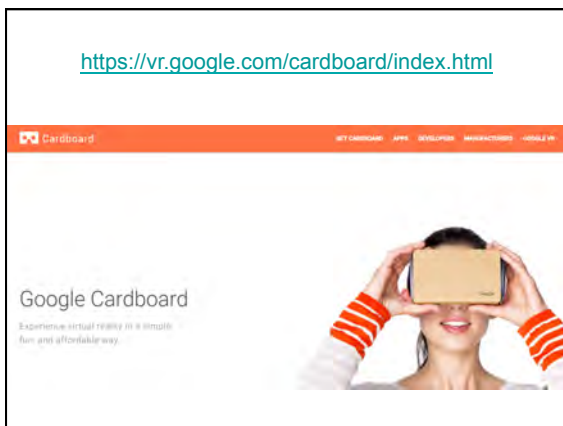 https://vr.google.com/cardboard/index.html
Cardboard
GET CARDBOARD APPS DEVELOPERS MANUFACTURERS GOOGLE VR
Google Cardboard
Experience virtual reality in a simple,
fun, and affordable way.